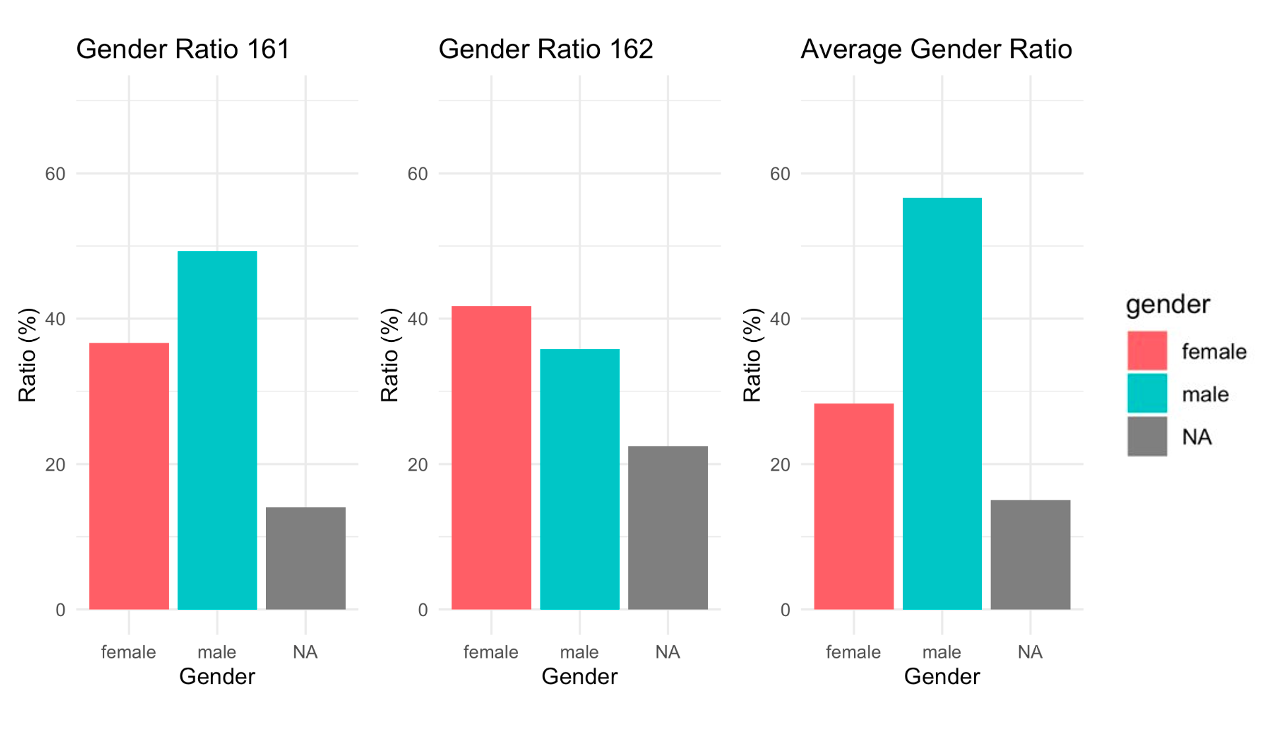 Gender Ratio 161
60
40
20
0
Ratio (%)
female male NA
Gender
Gender Ratio 162
60
40
20
0
Ratio (%)
female male NA
Gender
Average Gender Ratio
60
40
20
0
Ratio (%)
female male NA
Gender
gender
female
male
NA